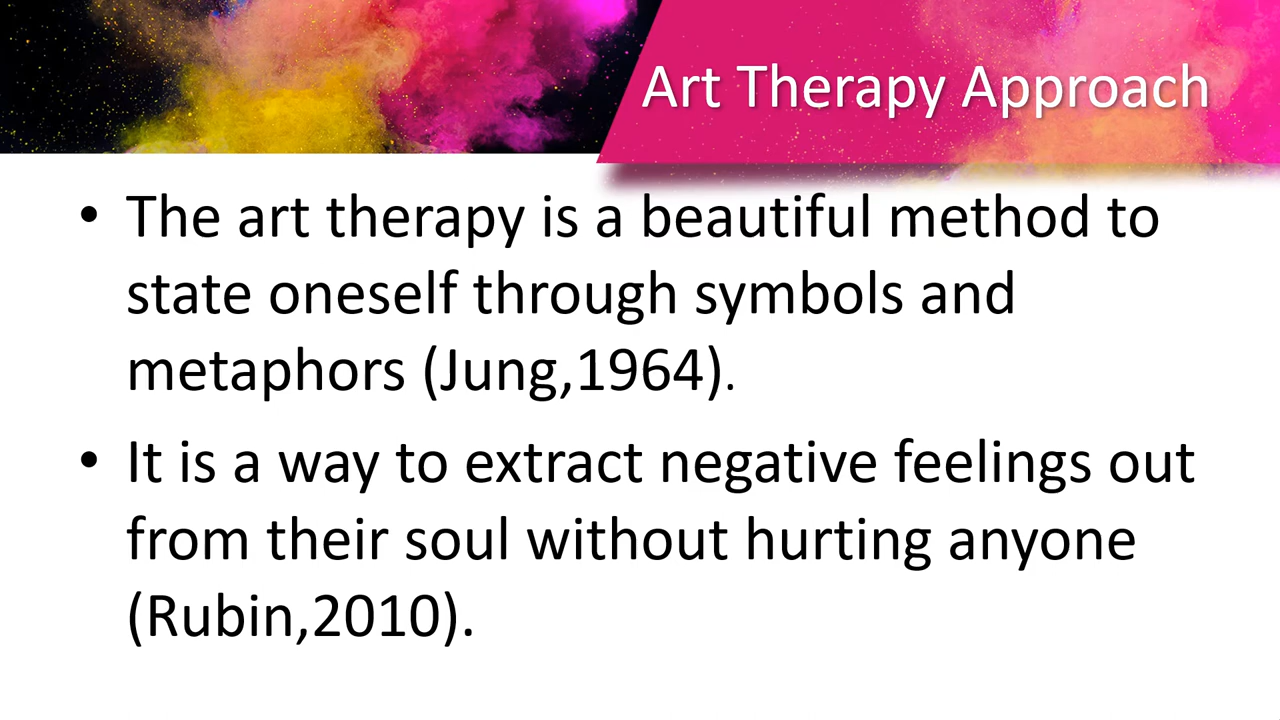 Art Therapy Approach
• The art therapy is a beautiful method to
state oneself through symbols and
metaphors (Jung,1964).
• It is a way to extract negative feelings out
from their soul without hurting anyone
(Rubin,2010).